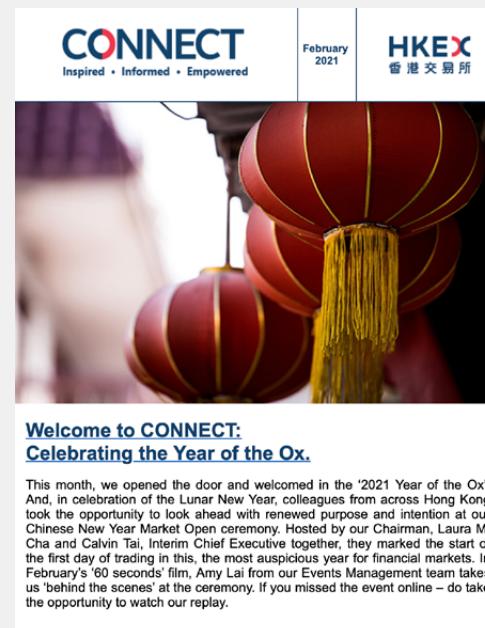 CONNECT
Inspired • Informed • Empowered
February
2021
HKEX
香港交易所
Welcome to CONNECT:
Celebrating the Year of the Ox.
This month, we opened the door and welcomed in the ‘2021 Year of the Ox’
And, in celebration of the Lunar New Year, colleagues from across Hong Kong
took the opportunity to look ahead with renewed purpose and intention at ou
Chinese New Year Market Open ceremony. Hosted by our Chairman, Laura M
Cha and Calvin Tai, Interim Chief Executive together, they marked the start o
the first day of trading in this, the most auspicious year for financial markets. I
February’s ‘60 seconds’ film, Amy Lai from our Events Management team take
us ‘behind the scenes’ at the ceremony. If you missed the event online – do take
the opportunity to watch our replay.